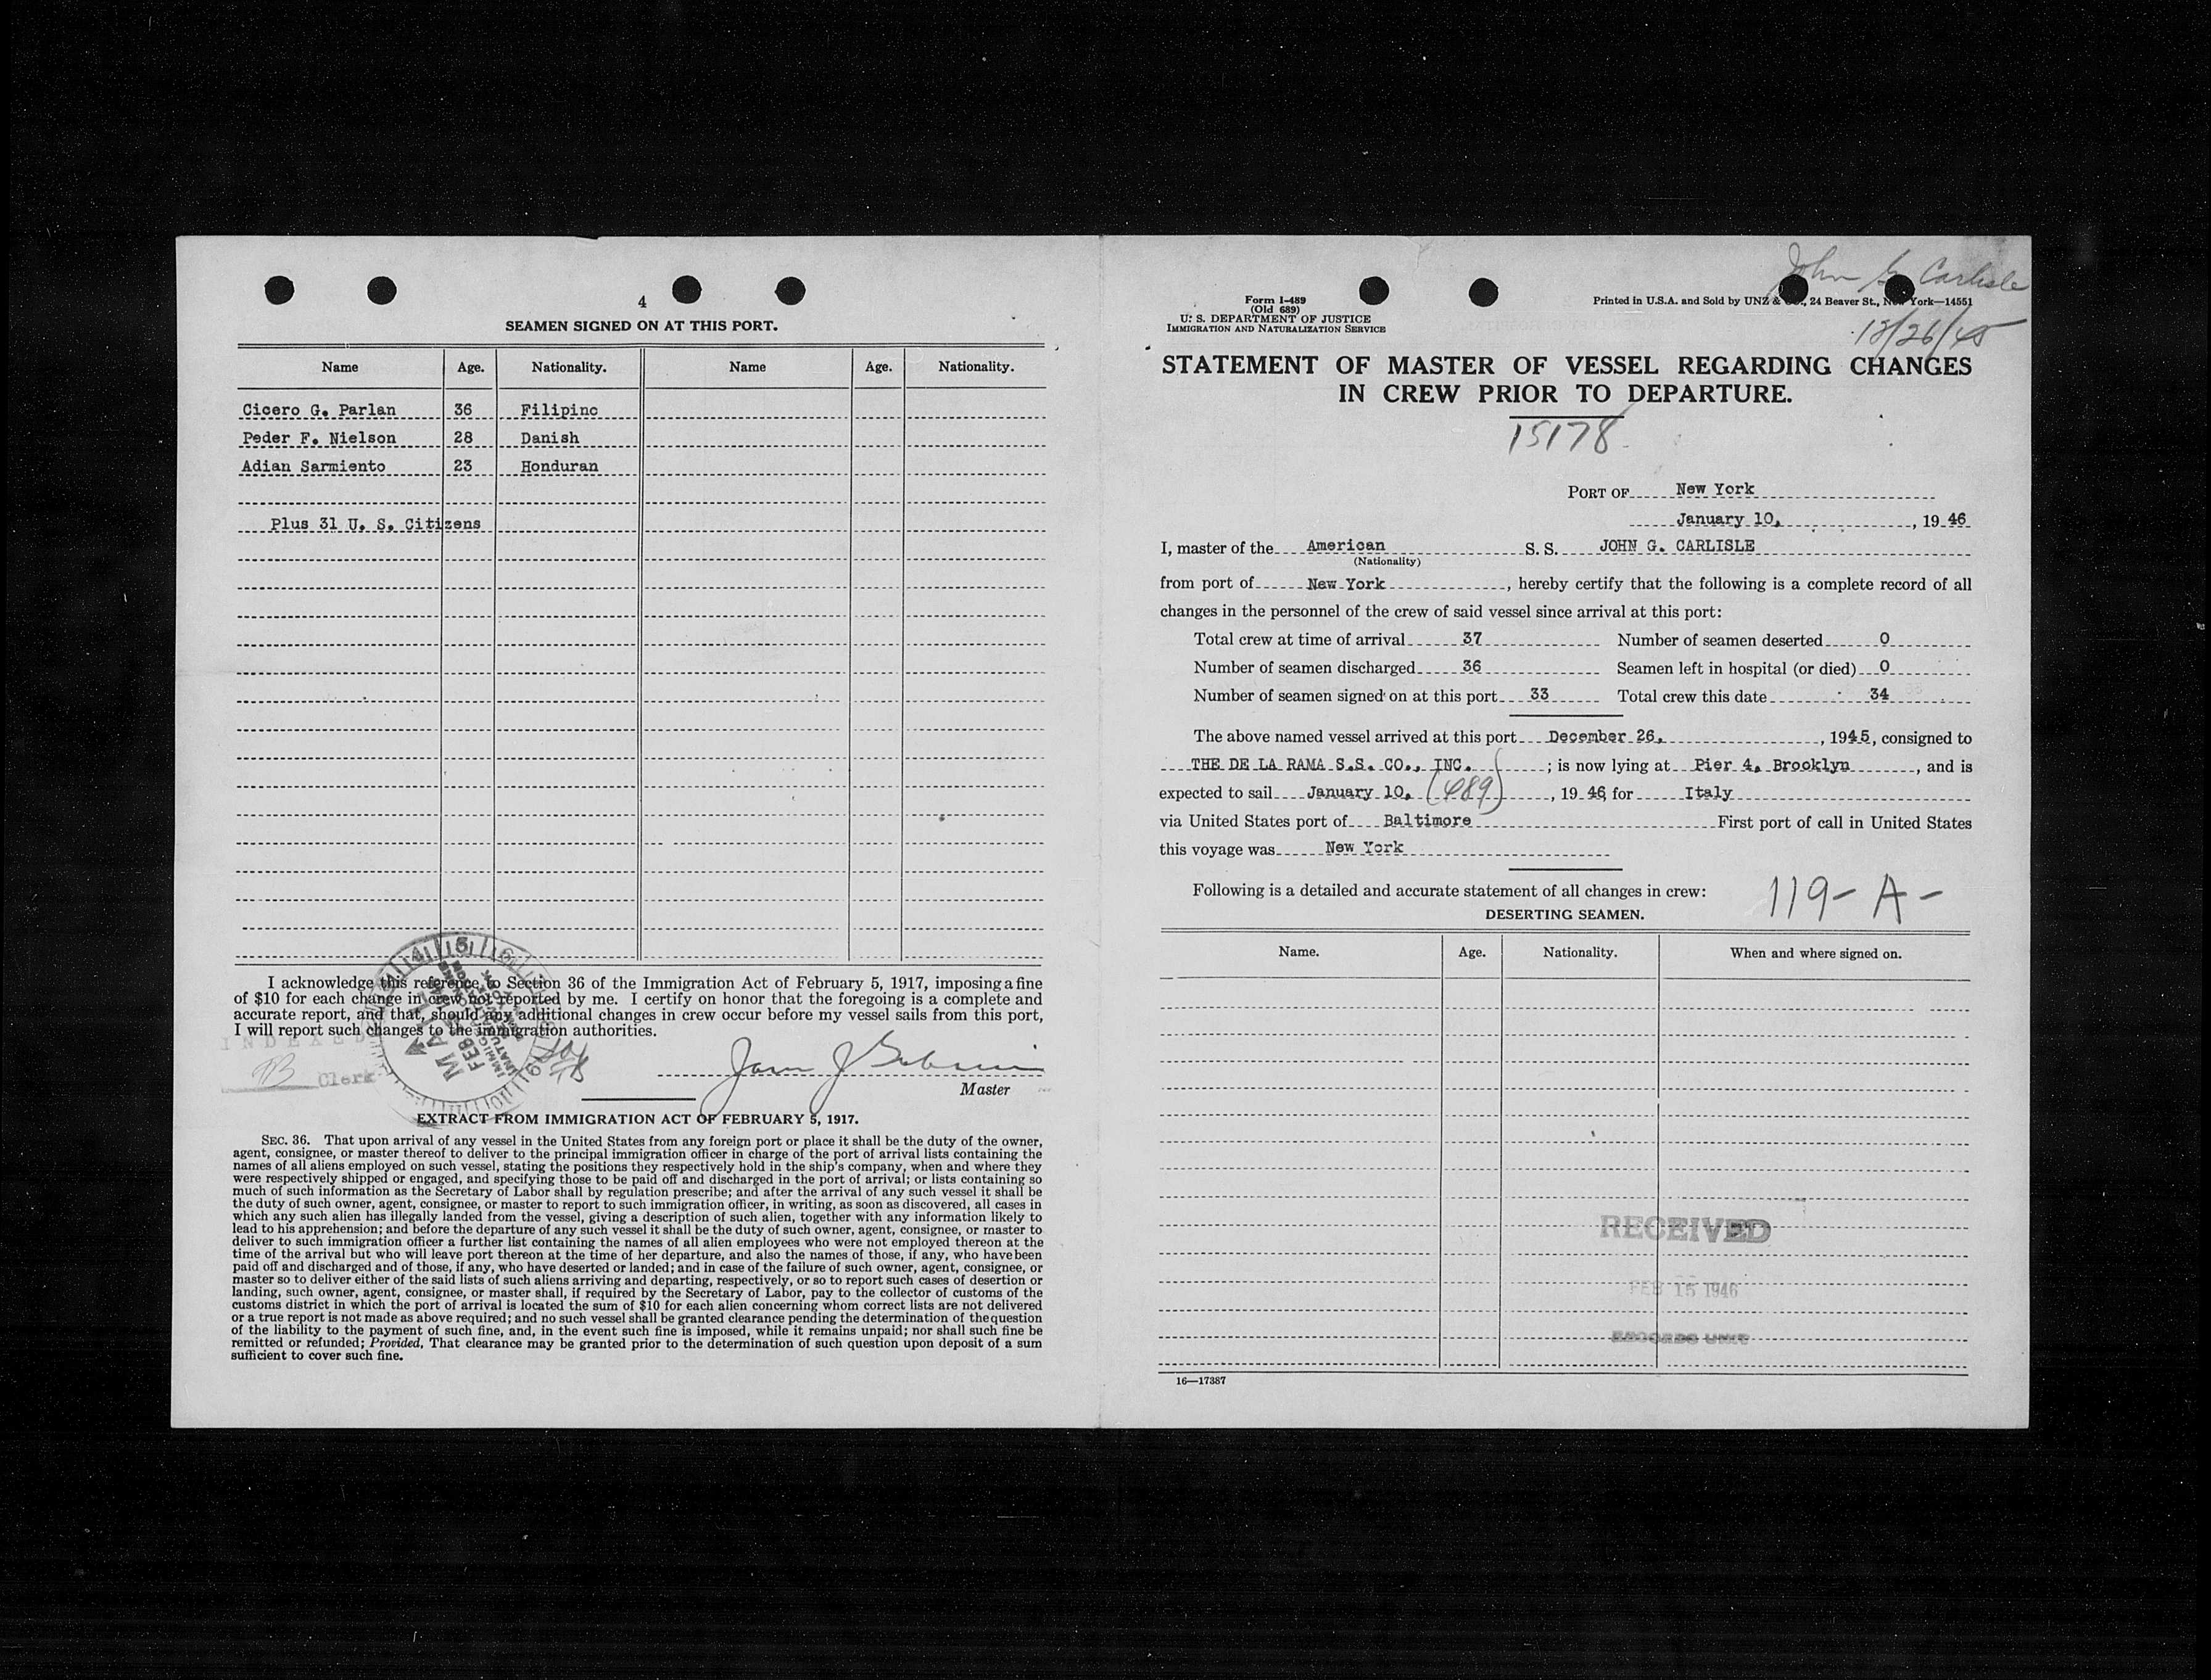 4
SEAMEN SIGNED ON AT THIS PORT.
Name Age. Nationality. Name Age. Nationality.
Cicero G. Parlan 36 Filipino
Peder F. Nielson 28 Danish
Adian Sarmiento 23 Honduran
Plus 31 U. S. Citizens
I acknowledge this reference to Section 36 of the Immigration Act of February 5, 1917, imposing a fine
of $10 for each change in crew not reported by me. I certify on honor that the foregoing is a complete and
accurate report, and that, should any additional changes in crew occur before my vessel sails from this port,
I will report such changes to the immigration authorities.
INDEXED
Clerk
MAIL
FEB
Master
EXTRACT FROM IMMIGRATION ACT OF FEBRUARY 5, 1917.
SEC. 36. That upon arrival of any vessel in the United States from any foreign port or place it shall be the duty of the owner,
agent, consignee, or master thereof to deliver to the principal immigration officer in charge of the port of arrival lists containing the
names of all aliens employed on such vessel, stating the positions they respectively hold in the ship's company, when and where they
were respectively shipped or engaged, and specifying those to be paid off and discharged in the port of arrival; or lists containing so
much of such information as the Secretary of Labor shall by regulation prescribe; and after the arrival of any such vessel it shall be
the duty of such owner, agent, consignee, or master to report to such immigration officer, in writing, as soon as discovered, all cases in
which any such alien has illegally landed from the vessel, giving a description of such alien, together with any information likely to
lead to his apprehension; and before the departure of any such vessel it shall be the duty of such owner, agent, consignee, or master to
deliver to such immigration officer a further list containing the names of all alien employees who were not employed thereon at the
time of the arrival but who will leave port thereon at the time of her departure, and also the names of those, if any, who have been
paid off and discharged and of those, if any, who have deserted or landed; and in case of the failure of such owner, agent, consignee, or
master so to deliver either of the said lists of such aliens arriving and departing, respectively, or so to report such cases of desertion or
landing, such owner, agent, consignee, or master shall, if required by the Secretary of Labor, pay to the collector of customs of the
customs district in which the port of arrival is located the sum of $10 for each alien concerning whom correct lists are not delivered
or a true report is not made as above required; and no such vessel shall be granted clearance pending the determination of the question
of the liability to the payment of such fine, and, in the event such fine is imposed, while it remains unpaid; nor shall such fine be
remitted or refunded; Provided, That clearance may be granted prior to the determination of such question upon deposit of a sum
sufficient to cover such fine.
John G. Carlisle
12/26/45
Form I-489
(Old 689)
U. S. DEPARTMENT OF JUSTICE
IMMIGRATION AND NATURALIZATION SERVICE
Printed in U.S.A. and Sold by UNZ & CO., 24 Beaver St., New York—14551
STATEMENT OF MASTER OF VESSEL REGARDING CHANGES
IN CREW PRIOR TO DEPARTURE.
15178
PORT OF New York
January 10, , 19 46
I, master of the American S. S. JOHN G. CARLISLE
(Nationality)
from port of New York , hereby certify that the following is a complete record of all
changes in the personnel of the crew of said vessel since arrival at this port:
Total crew at time of arrival 37 Number of seamen deserted 0
Number of seamen discharged 36 Seamen left in hospital (or died) 0
Number of seamen signed on at this port 33 Total crew this date 34
The above named vessel arrived at this port December 26, , 1945, consigned to
THE DE LA RAMA S.S. CO., INC. ; is now lying at Pier 4, Brooklyn , and is
expected to sail January 10, (489) , 19 46 for Italy
via United States port of Baltimore First port of call in United States
this voyage was New York
Following is a detailed and accurate statement of all changes in crew: 119-A-
DESERTING SEAMEN.
Name. Age. Nationality. When and where signed on.
RECEIVED
FEB 15 1946
RECORDS UNIT
16—17387